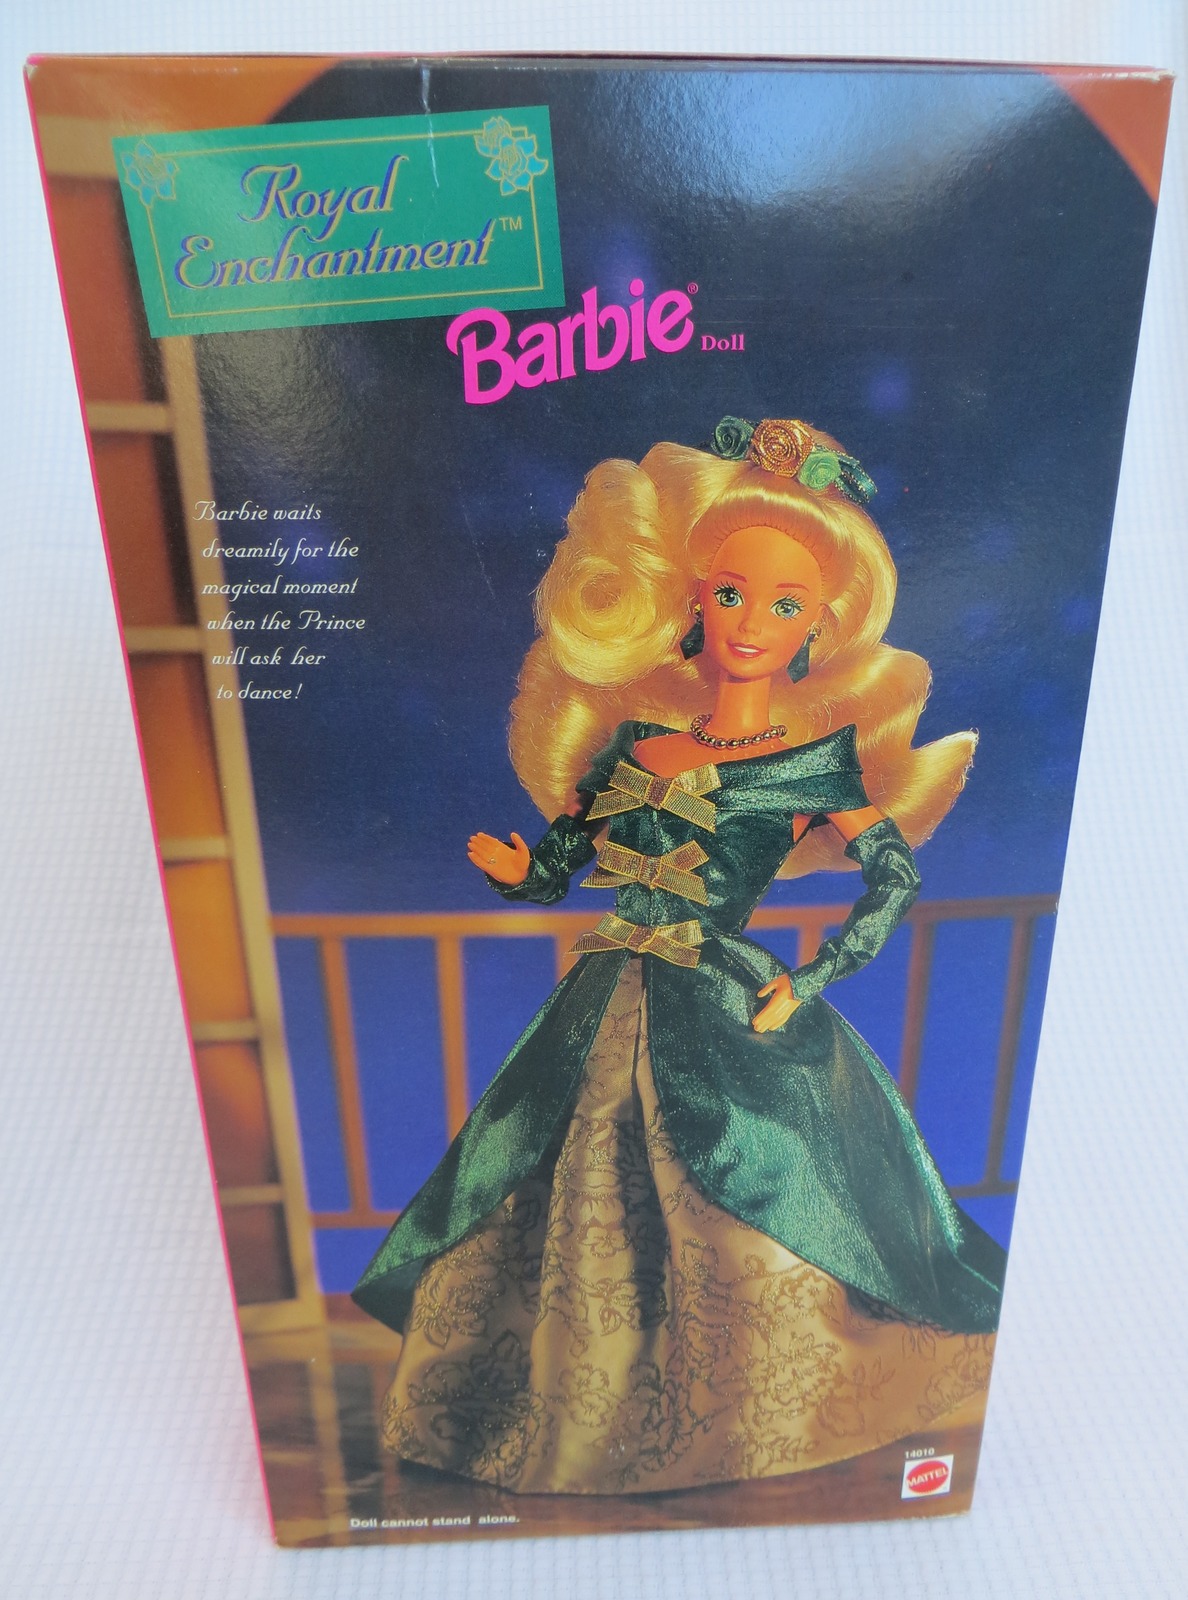 Royal
Enchantment™
Barbie® Doll
Barbie waits
dreamily for the
magical moment
when the Prince
will ask her
to dance!
14010
MATTEL
Doll cannot stand alone.